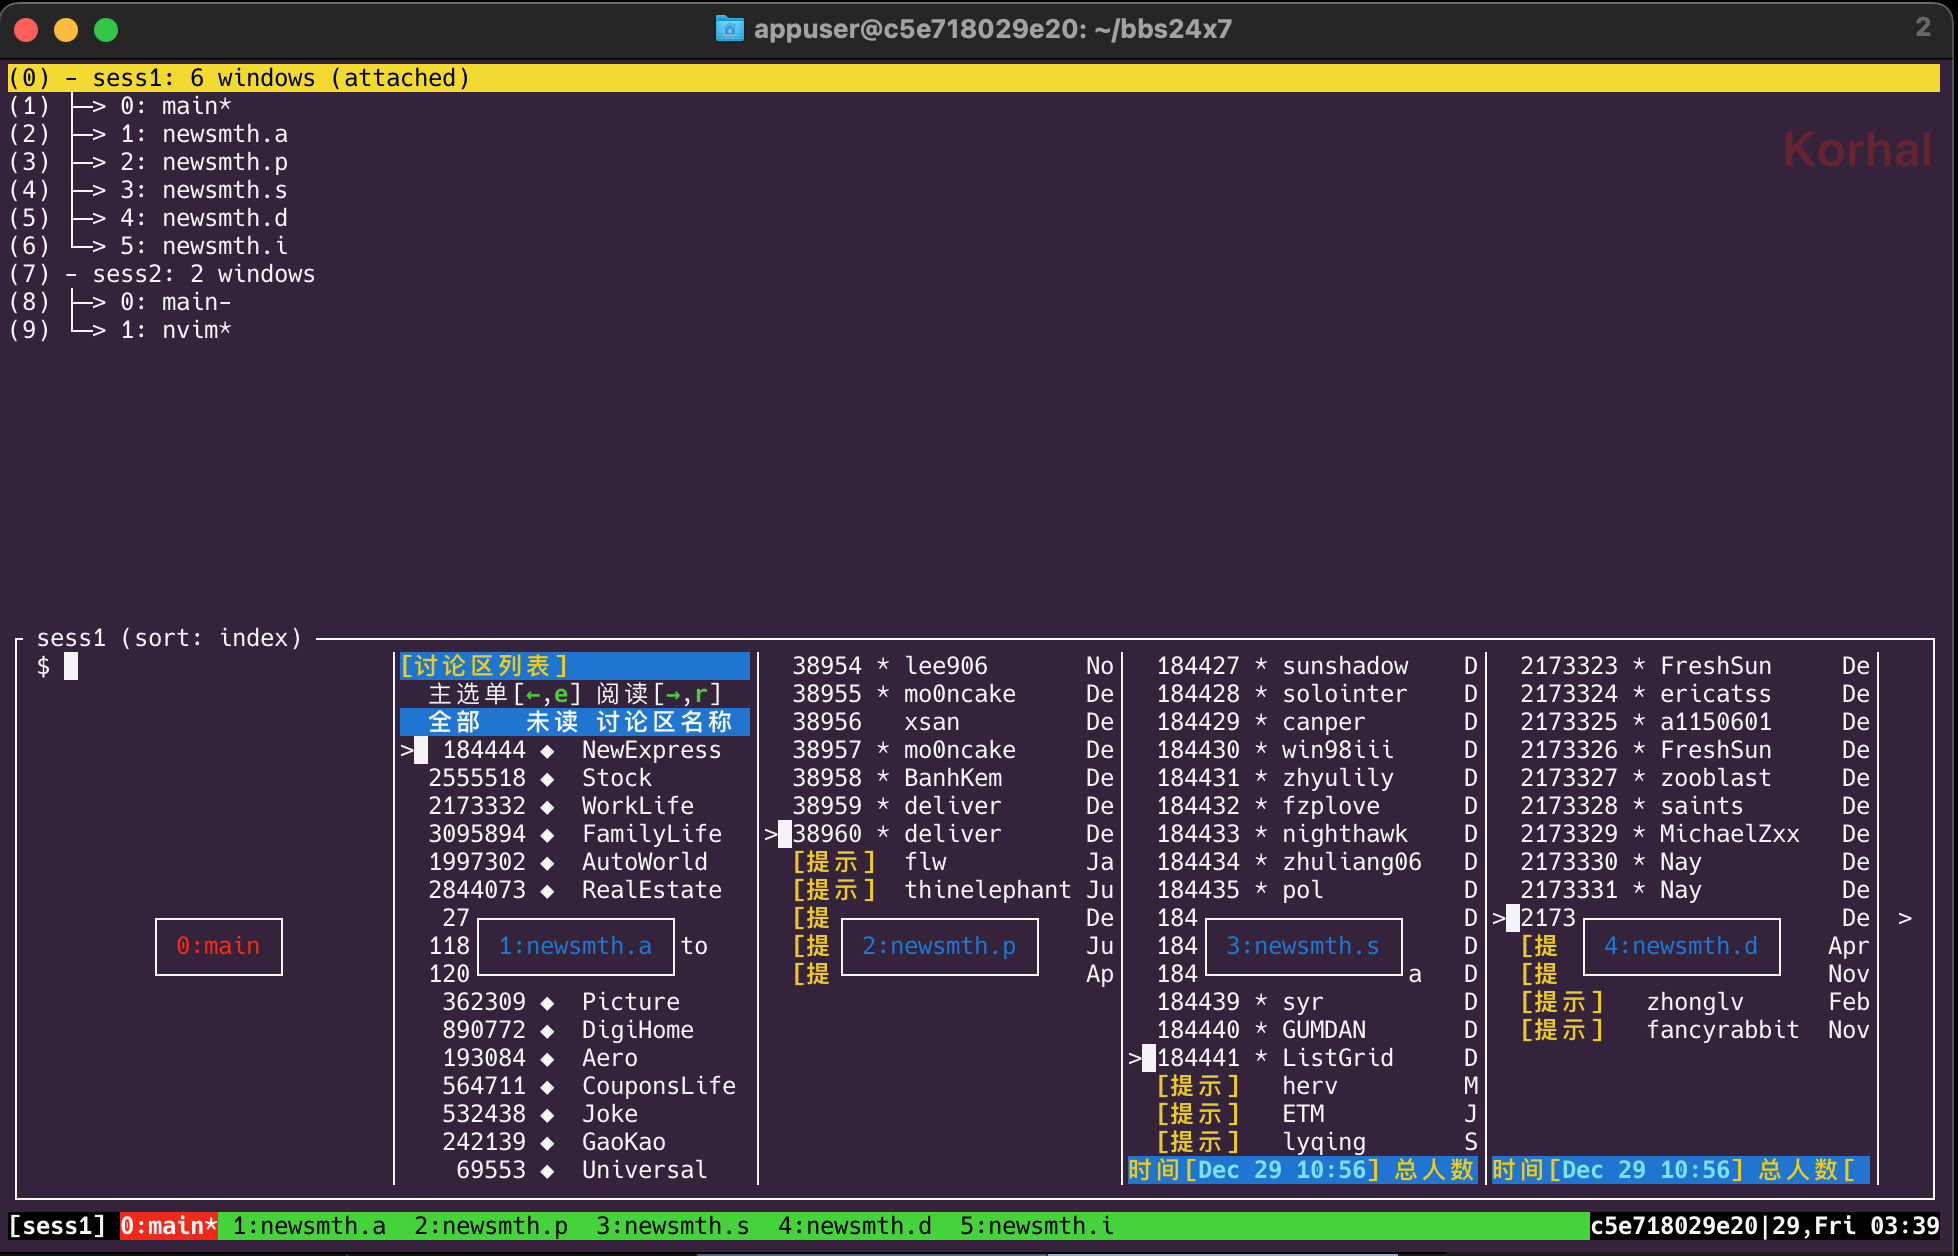 appuser@c5e718029e20: ~/bbs24x7
2
(0) - sess1: 6 windows (attached)
(1) ├─> 0: main*
(2) ├─> 1: newsmth.a
Korhal
(3) ├─> 2: newsmth.p
(4) ├─> 3: newsmth.s
(5) ├─> 4: newsmth.d
(6) └─> 5: newsmth.i
(7) - sess2: 2 windows
(8) ├─> 0: main-
(9) └─> 1: nvim*
sess1 (sort: index)
$
0:main
[讨论区列表]
主选单[←,e] 阅读[→,r]
全部 未读 讨论区名称
> 184444 ◆ NewExpress
2555518 ◆ Stock
2173332 ◆ WorkLife
3095894 ◆ FamilyLife
1997302 ◆ AutoWorld
2844073 ◆ RealEstate
27
118 1:newsmth.a to
120
362309 ◆ Picture
890772 ◆ DigiHome
193084 ◆ Aero
564711 ◆ CouponsLife
532438 ◆ Joke
242139 ◆ GaoKao
69553 ◆ Universal
38954 * lee906 No
38955 * mo0ncake De
38956 xsan De
38957 * mo0ncake De
38958 * BanhKem De
38959 * deliver De
>38960 * deliver De
[提示] flw Ja
[提示] thinelephant Ju
[提 De
[提 2:newsmth.p Ju
[提 Ap
184427 * sunshadow D
184428 * solointer D
184429 * canper D
184430 * win98iii D
184431 * zhyulily D
184432 * fzplove D
184433 * nighthawk D
184434 * zhuliang06 D
184435 * pol D
184 D
184 3:newsmth.s D
184 a D
184439 * syr D
184440 * GUMDAN D
>184441 * ListGrid D
[提示] herv M
[提示] ETM J
[提示] lyqing S
时间[Dec 29 10:56] 总人数
2173323 * FreshSun De
2173324 * ericatss De
2173325 * a1150601 De
2173326 * FreshSun De
2173327 * zooblast De
2173328 * saints De
2173329 * MichaelZxx De
2173330 * Nay De
2173331 * Nay De
>2173 De
[提 4:newsmth.d Apr
[提 Nov
[提示] zhonglv Feb
[提示] fancyrabbit Nov
时间[Dec 29 10:56] 总人数[
>
[sess1] 0:main* 1:newsmth.a 2:newsmth.p 3:newsmth.s 4:newsmth.d 5:newsmth.i c5e718029e20|29,Fri 03:39